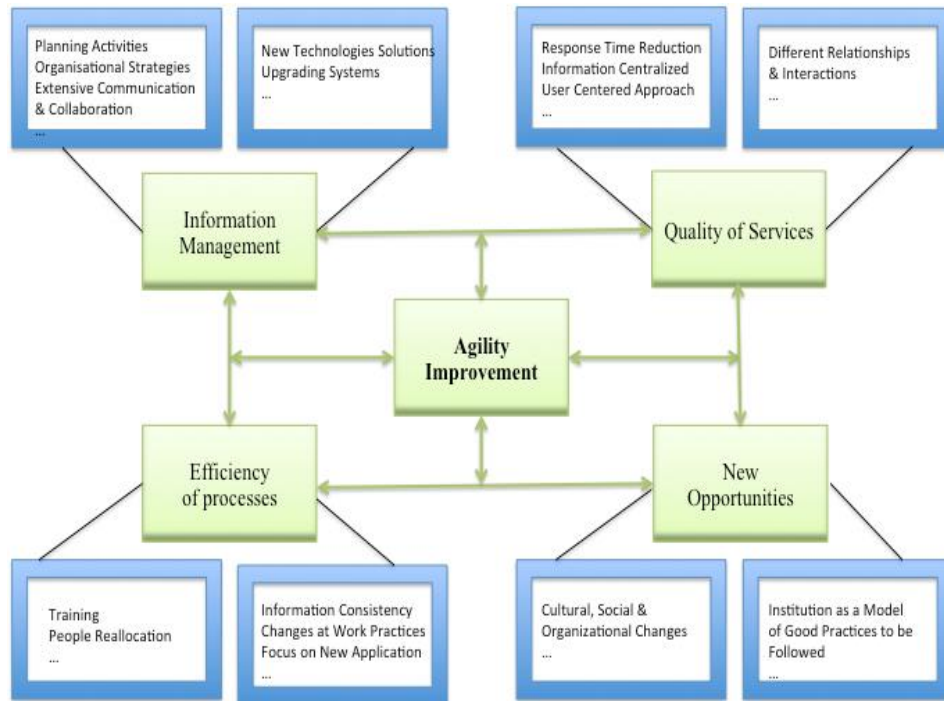 Planning Activities
Organisational Strategies
Extensive Communication
& Collaboration
...
New Technologies Solutions
Upgrading Systems
...
Response Time Reduction
Information Centralized
User Centered Approach
...
Different Relationships
& Interactions
...
Information
Management
Quality of Services
Agility
Improvement
Efficiency
of processes
New
Opportunities
Training
People Reallocation
...
Information Consistency
Changes at Work Practices
Focus on New Application
...
Cultural, Social &
Organizational Changes
...
Institution as a Model
of Good Practices to be
Followed
...